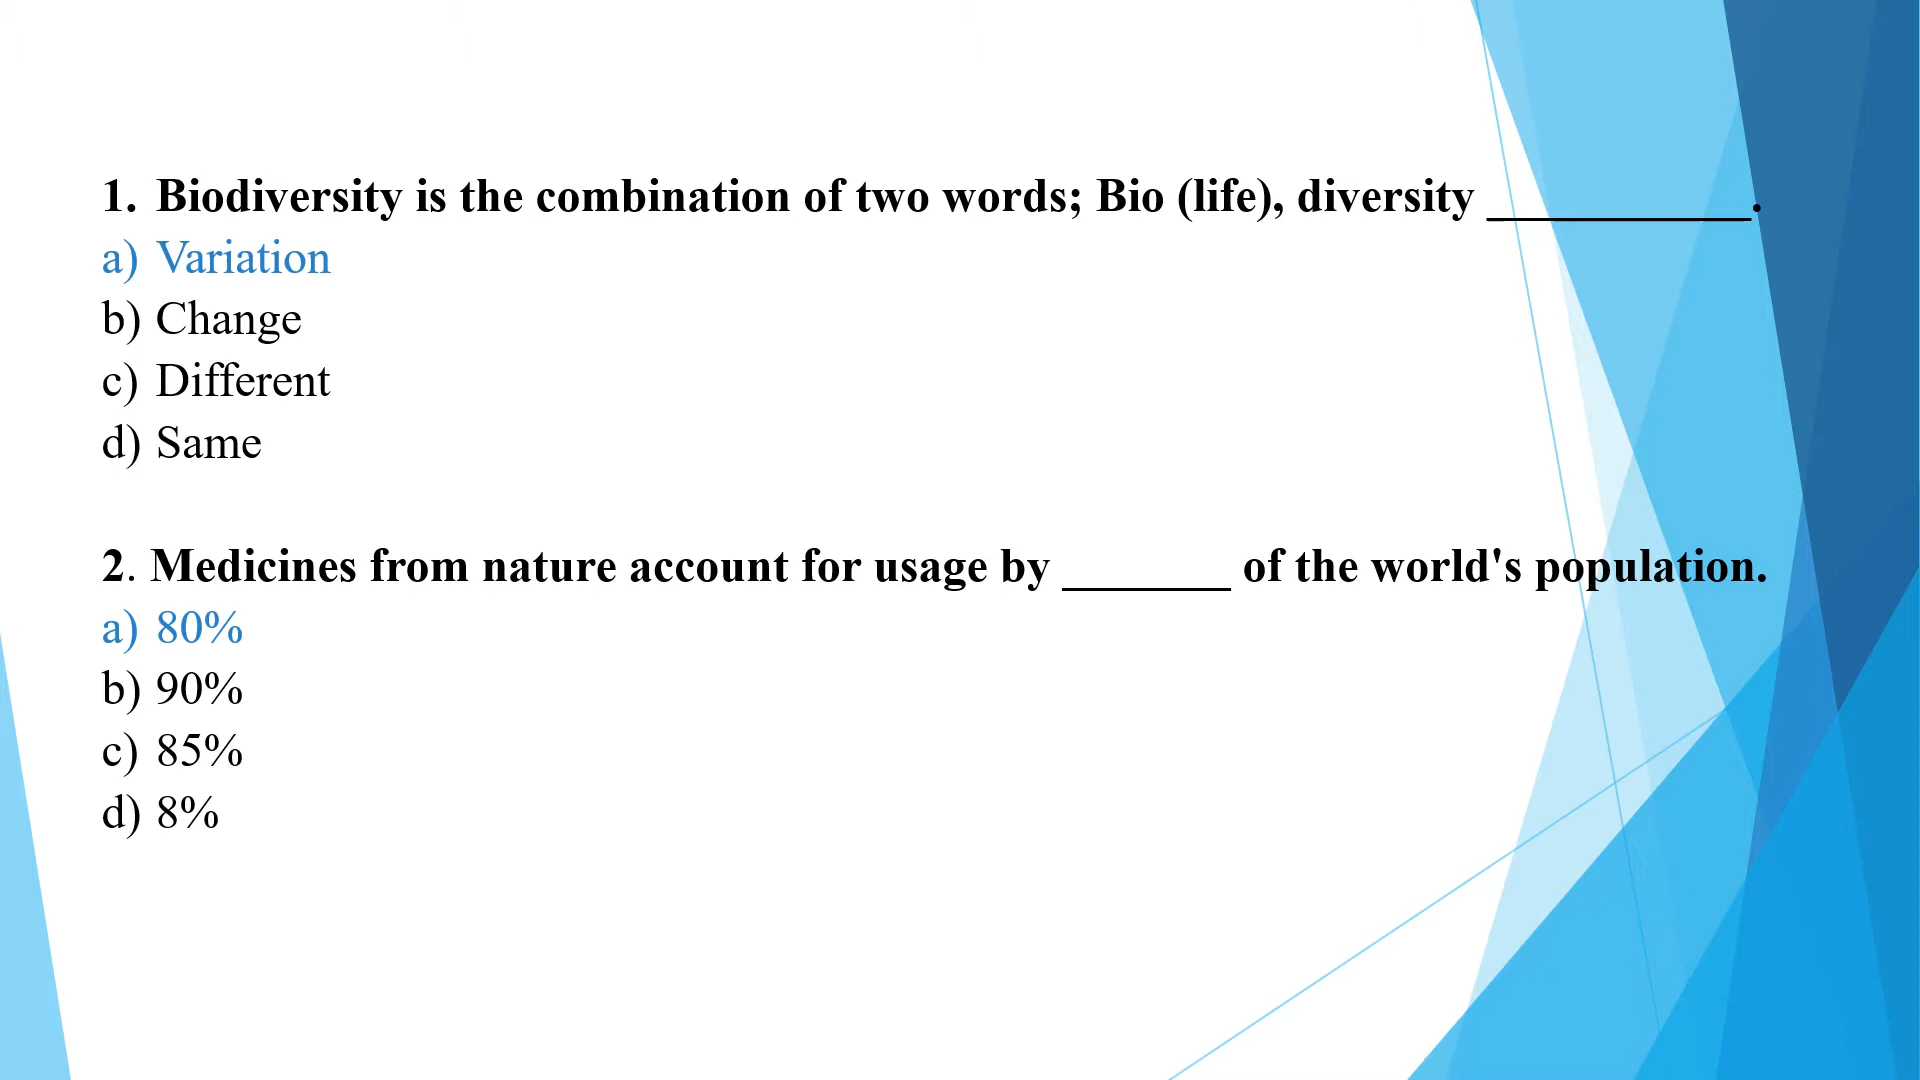 1. Biodiversity is the combination of two words; Bio (life), diversity ___________.
a) Variation
b) Change
c) Different
d) Same
2. Medicines from nature account for usage by _______ of the world's population.
a) 80%
b) 90%
c) 85%
d) 8%